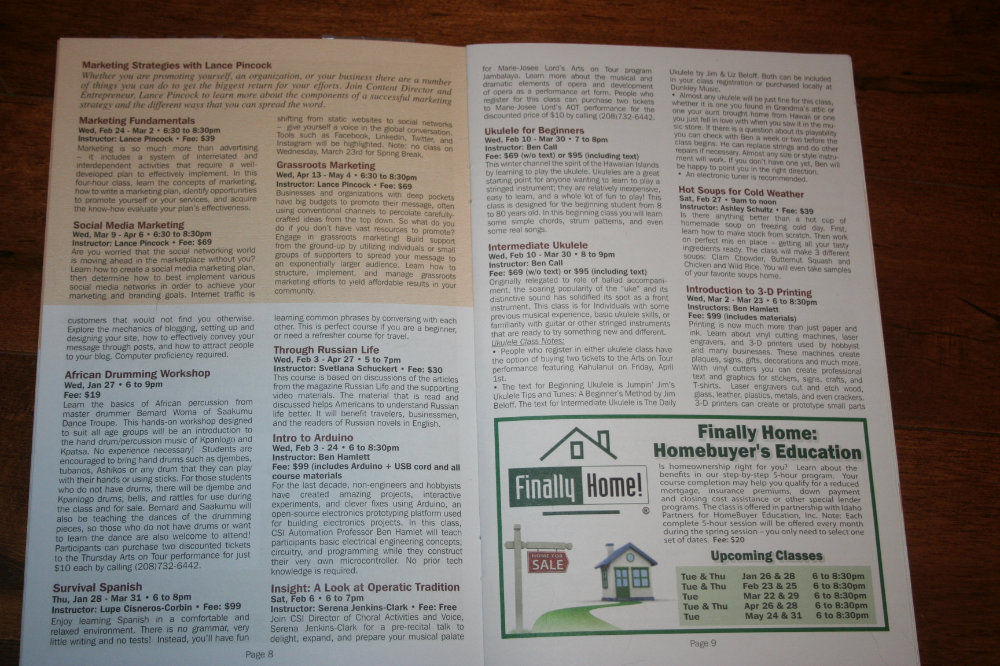 Marketing Strategies with Lance Pincock
Whether you are promoting yourself, an organization, or your business there are a number
of things you can do to get the biggest return for your efforts. Join Content Director and
Entrepreneur, Lance Pincock to learn more about the components of a successful marketing
strategy and the different ways that you can spread the word.
Marketing Fundamentals
Wed, Feb 24 - Mar 2 • 6:30 to 8:30pm
Instructor: Lance Pincock • Fee: $39
Marketing is so much more than advertising
– it includes a system of interrelated and
interdependent activities that require a well-
developed plan to effectively implement. In this
four-hour class, learn the concepts of marketing,
how to write a marketing plan, identify opportunities
to promote yourself or your services, and acquire
the know-how evaluate your plan's effectiveness.
Social Media Marketing
Wed, Mar 9 - Apr 6 • 6:30 to 8:30pm
Instructor: Lance Pincock • Fee: $69
Are you worried that the social networking world
is moving ahead in the marketplace without you?
Learn how to create a social media marketing plan,
then determine how to best implement various
social media networks in order to achieve your
marketing and branding goals. Internet traffic is
shifting from static websites to social networks
– give yourself a voice in the global conversation.
Tools such as Facebook, LinkedIn, Twitter, and
Instagram will be highlighted. Note: no class on
Wednesday, March 23rd for Spring Break.
Grassroots Marketing
Wed, Apr 13 - May 4 • 6:30 to 8:30pm
Instructor: Lance Pincock • Fee: $69
Businesses and organizations with deep pockets
have big budgets to promote their message, often
using conventional channels to percolate carefully-
crafted ideas from the top down. So what do you
do if you don't have vast resources to promote?
Engage in grassroots marketing! Build support
from the ground-up by utilizing individuals or small
groups of supporters to spread your message to
an exponentially larger audience. Learn how to
structure, implement, and manage grassroots
marketing efforts to yield affordable results in your
community.
customers that would not find you otherwise.
Explore the mechanics of blogging, setting up and
designing your site, how to effectively convey your
message through posts, and how to attract people
to your blog. Computer proficiency required.
African Drumming Workshop
Wed, Jan 27 • 6 to 9pm
Fee: $19
Learn the basics of African percussion from
master drummer Bernard Woma of Saakumu
Dance Troupe. This hands-on workshop designed
to suit all age groups will be an introduction to
the hand drum/percussion music of Kpanlogo and
Kpatsa. No experience necessary! Students are
encouraged to bring hand drums such as djembes,
tubanos, Ashikos or any drum that they can play
with their hands or using sticks. For those students
who do not have drums, there will be djembe and
Kpanlogo drums, bells, and rattles for use during
the class and for sale. Bernard and Saakumu will
also be teaching the dances of the drumming
pieces, so those who do not have drums or want
to learn the dance are also welcome to attend!
Participants can purchase two discounted tickets
to the Thursday Arts on Tour performance for just
$10 each by calling (208)732-6442.
Survival Spanish
Thu, Jan 28 - Mar 31 • 6 to 8pm
Instructor: Lupe Cisneros-Corbin • Fee: $99
Enjoy learning Spanish in a comfortable and
relaxed environment. There is no grammar, very
little writing and no tests! Instead, you'll have fun
learning common phrases by conversing with each
other. This is perfect course if you are a beginner,
or need a refresher course for travel.
Through Russian Life
Wed, Feb 3 - Apr 27 • 5 to 7pm
Instructor: Svetlana Schuckert • Fee: $30
This course is based on discussions of the articles
from the magazine Russian Life and the supporting
video materials. The material that is read and
discussed helps Americans to understand Russian
life better. It will benefit travelers, businessmen,
and the readers of Russian novels in English.
Intro to Arduino
Wed, Feb 3 - 24 • 6 to 8:30pm
Instructor: Ben Hamlett
Fee: $99 (includes Arduino + USB cord and all
course materials
For the last decade, non-engineers and hobbyists
have created amazing projects, interactive
experiments, and clever fixes using Arduino, an
open-source electronics prototyping platform used
for building electronics projects. In this class,
CSI Automation Professor Ben Hamlet will teach
participants basic electrical engineering concepts,
circuitry, and programming while they construct
their very own microcontroller. No prior tech
knowledge is required.
Insight: A Look at Operatic Tradition
Sat, Feb 6 • 6 to 7pm
Instructor: Serena Jenkins-Clark • Fee: Free
Join CSI Director of Choral Activities and Voice,
Serena Jenkins-Clark for a pre-recital talk to
delight, expand, and prepare your musical palate
Page 8
for Marie-Josee Lord's Arts on Tour program
Jambalaya. Learn more about the musical and
dramatic elements of opera and development
of opera as a performance art form. People who
register for this class can purchase two tickets
to Marie-Josee Lord's AOT performance for the
discounted price of $10 by calling (208)732-6442.
Ukulele for Beginners
Wed, Feb 10 - Mar 30 • 7 to 8pm
Instructor: Ben Call
Fee: $69 (w/o text) or $95 (including text)
This winter channel the spirit of the Hawaiian Islands
by learning to play the ukulele. Ukuleles are a great
starting point for anyone wanting to learn to play a
stringed instrument; they are relatively inexpensive,
easy to learn, and a whole lot of fun to play! This
class is designed for the beginning student from 8
to 80 years old. In this beginning class you will learn
some simple chords, strum patterns, and even
some real songs.
Intermediate Ukulele
Wed, Feb 10 - Mar 30 • 8 to 9pm
Instructor: Ben Call
Fee: $69 (w/o text) or $95 (including text)
Originally relegated to role of ballad accompani-
ment, the soaring popularity of the "uke" and its
distinctive sound has solidified its spot as a front
instrument. This class is for Individuals with some
previous musical experience, basic ukulele skills, or
familiarity with guitar or other stringed instruments
that are ready to try something new and different.
Ukulele Class Notes:
• People who register in either ukulele class have
the option of buying two tickets to the Arts on Tour
performance featuring Kahulanui on Friday, April
1st.
• The text for Beginning Ukulele is Jumpin' Jim's
Ukulele Tips and Tunes: A Beginner's Method by Jim
Beloff. The text for Intermediate Ukulele is The Daily
Ukulele by Jim & Liz Beloff. Both can be included
in your class registration or purchased locally at
Dunkley Music.
• Almost any ukulele will be just fine for this class,
whether it is one you found in Grandma's attic or
one your aunt brought home from Hawaii or one
you just fell in love with when you saw it in the mu-
sic store. If there is a question about its playability
you can check with Ben a week or two before the
class begins. He can replace strings and do other
repairs if necessary. Almost any size or style instru-
ment will work. If you don't have one yet, Ben will
be happy to point you in the right direction.
• An electronic tuner is recommended.
Hot Soups for Cold Weather
Sat, Feb 27 • 9am to noon
Instructor: Ashley Schultz • Fee: $39
Is there anything better than a hot cup of
homemade soup on freezing cold day. First,
learn how to make stock from scratch. Then work
on perfect mis en place – getting all your tasty
ingredients ready. The class will make 3 different
soups: Clam Chowder, Butternut Squash and
Chicken and Wild Rice. You will even take samples
of your favorite soups home.
Introduction to 3-D Printing
Wed, Mar 2 - Mar 23 • 6 to 8:30pm
Instructors: Ben Hamlett
Fee: $99 (includes materials)
Printing is now much more than just paper and
ink. Learn about vinyl cutting machines, laser
engravers, and 3-D printers used by hobbyist
and many businesses. These machines create
plaques, signs, gifts, decorations and much more.
With vinyl cutters you can create professional
text and graphics for stickers, signs, crafts, and
T-shirts. Laser engravers cut and etch wood,
glass, leather, plastics, metals, and even crackers.
3-D printers can create or prototype small parts
Finally Home!
®
HOME FOR
SALE
Finally Home:
Homebuyer's Education
Is homeownership right for you? Learn about the
benefits in our step-by-step 5-hour program. Your
course completion may help you qualify for a reduced
mortgage, insurance premiums, down payment
and closing cost assistance or other special lender
programs. The class is offered in partnership with Idaho
Partners for HomeBuyer Education, Inc. Note: Each
complete 5-hour session will be offered every month
during the spring session – you only need to select one
set of dates. Fee: $20
Upcoming Classes
Tue & Thu Jan 26 & 28 6 to 8:30pm
Tue & Thu Feb 23 & 25 6 to 8:30pm
Tue Mar 22 & 29 6 to 8:30pm
Tue & Thu Apr 26 & 28 6 to 8:30pm
Tue May 24 & 31 6 to 8:30pm
Page 9